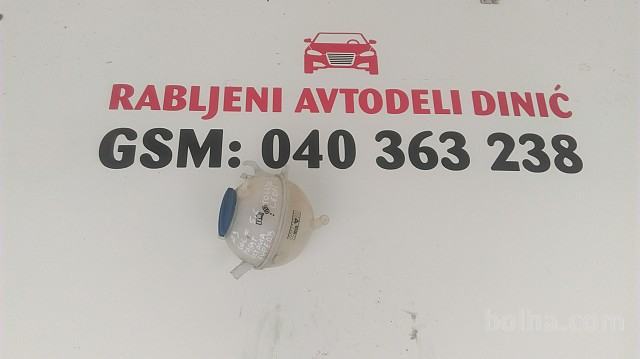 RABLJENI AVTODELI DINIĆ
GSM: 040 363 238
bolha.com